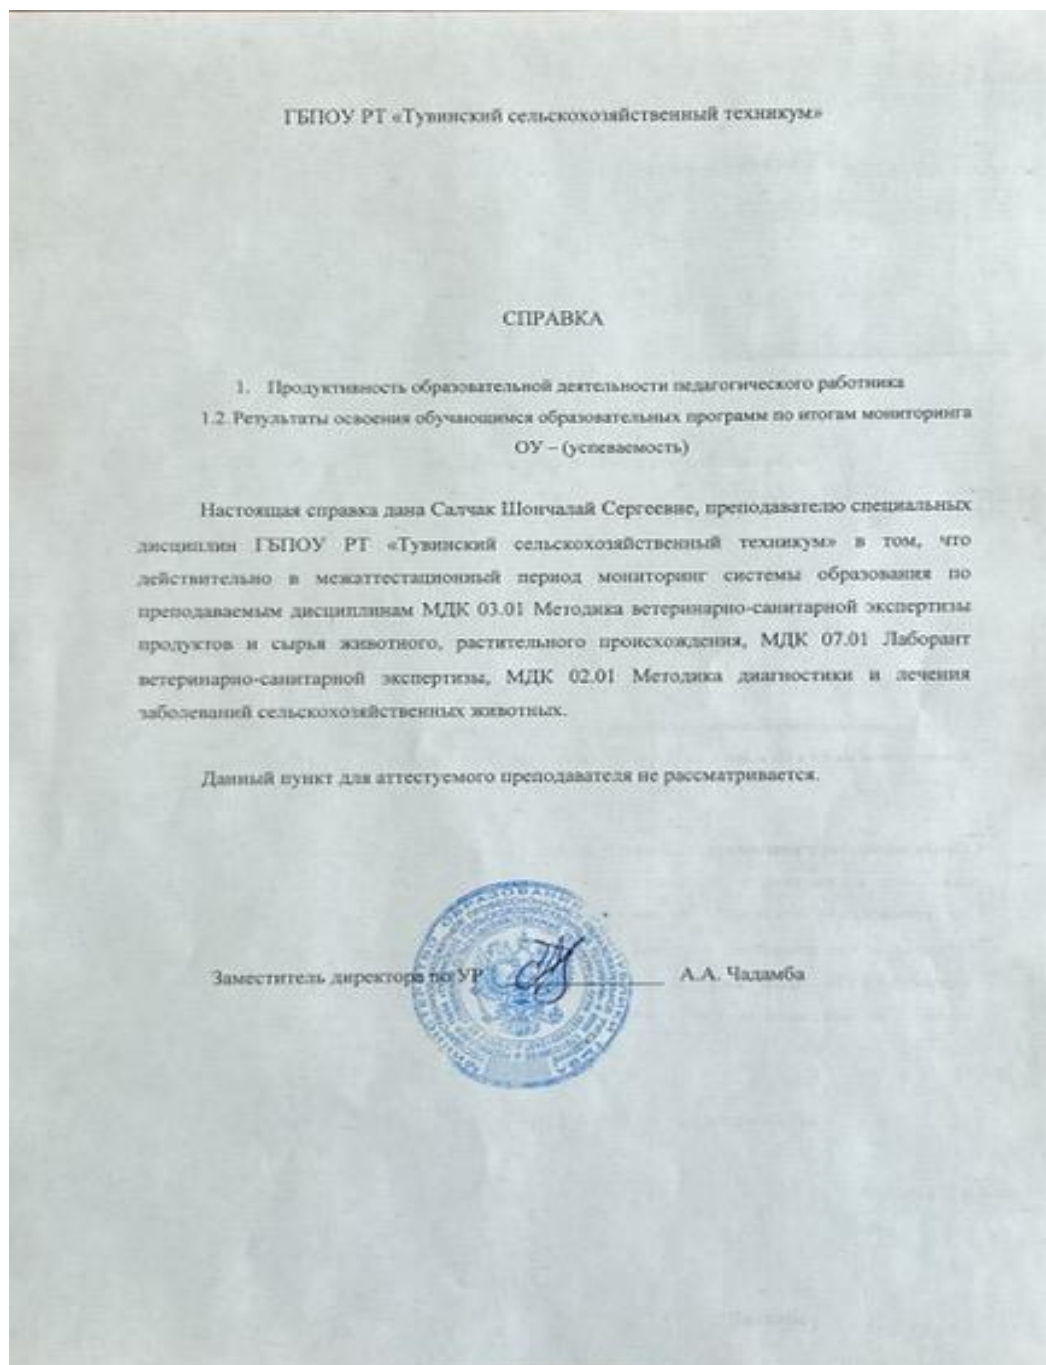 ГБПОУ РТ «Тувинский сельскохозяйственный техникум»
СПРАВКА
1. Продуктивность образовательной деятельности педагогического работника
1.2. Результаты освоения обучающимся образовательных программ по итогам мониторинга
ОУ – (успеваемость)
Настоящая справка дана Салчак Шончалай Сергеевне, преподавателю специальных
дисциплин ГБПОУ РТ «Тувинский сельскохозяйственный техникум» в том, что
действительно в межаттестационный период мониторинг системы образования по
преподаваемым дисциплинам МДК 03.01 Методика ветеринарно-санитарной экспертизы
продуктов и сырья животного, растительного происхождения, МДК 07.01 Лаборант
ветеринарно-санитарной экспертизы, МДК 02.01 Методика диагностики и лечения
заболеваний сельскохозяйственных животных.
Данный пункт для аттестуемого преподавателя не рассматривается.
Заместитель директора по УР А.А. Чадамба